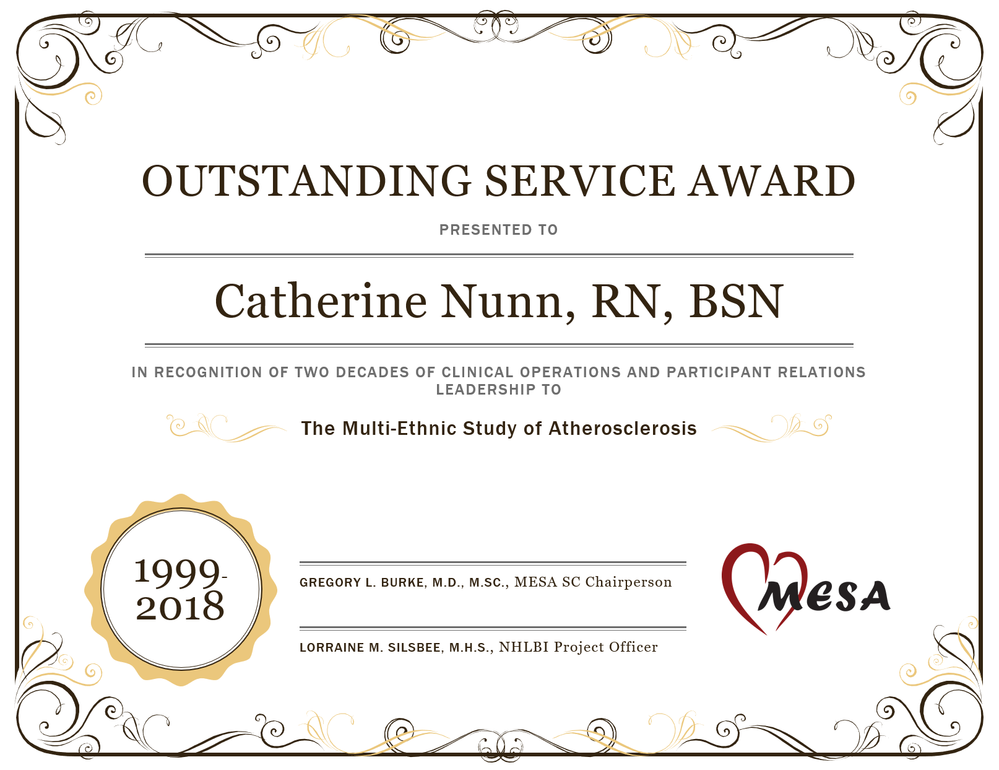 OUTSTANDING SERVICE AWARD
PRESENTED TO
Catherine Nunn, RN, BSN
IN RECOGNITION OF TWO DECADES OF CLINICAL OPERATIONS AND PARTICIPANT RELATIONS
LEADERSHIP TO
The Multi-Ethnic Study of Atherosclerosis
1999-
2018
GREGORY L. BURKE, M.D., M.SC., MESA SC Chairperson
LORRAINE M. SILSBEE, M.H.S., NHLBI Project Officer
MESA